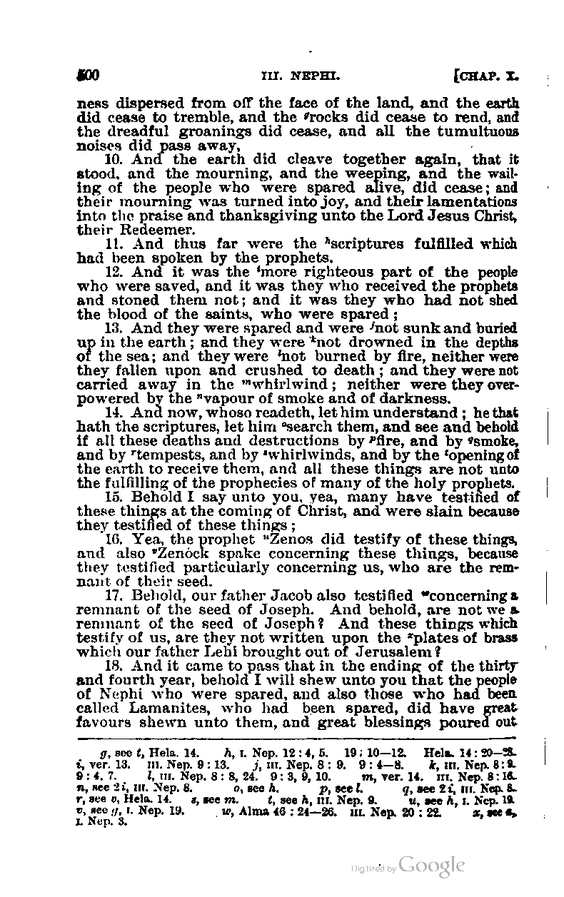 500 III. NEPHI. [CHAP. X.
ness dispersed from off the face of the land, and the earth
did cease to tremble, and the ᵍrocks did cease to rend, and
the dreadful groanings did cease, and all the tumultuous
noises did pass away,
10. And the earth did cleave together again, that it
stood, and the mourning, and the weeping, and the wail-
ing of the people who were spared alive, did cease; and
their mourning was turned into joy, and their lamentations
into the praise and thanksgiving unto the Lord Jesus Christ,
their Redeemer.
11. And thus far were the ʰscriptures fulfilled which
had been spoken by the prophets.
12. And it was the ⁱmore righteous part of the people
who were saved, and it was they who received the prophets
and stoned them not; and it was they who had not shed
the blood of the saints, who were spared;
13. And they were spared and were ʲnot sunk and buried
up in the earth; and they were ᵏnot drowned in the depths
of the sea; and they were ˡnot burned by fire, neither were
they fallen upon and crushed to death; and they were not
carried away in the ᵐwhirlwind; neither were they over-
powered by the ⁿvapour of smoke and of darkness.
14. And now, whoso readeth, let him understand; he that
hath the scriptures, let him ᵒsearch them, and see and behold
if all these deaths and destructions by ᵖfire, and by ᑫsmoke,
and by ʳtempests, and by ˢwhirlwinds, and by the ᵗopening of
the earth to receive them, and all these things are not unto
the fulfilling of the prophecies of many of the holy prophets.
15. Behold I say unto you, yea, many have testified of
these things at the coming of Christ, and were slain because
they testified of these things;
16. Yea, the prophet ᵘZenos did testify of these things,
and also ᵛZenock spake concerning these things, because
they testified particularly concerning us, who are the rem-
nant of their seed.
17. Behold, our father Jacob also testified ʷconcerning a
remnant of the seed of Joseph. And behold, are not we a
remnant of the seed of Joseph? And these things which
testify of us, are they not written upon the ˣplates of brass
which our father Lehi brought out of Jerusalem?
18. And it came to pass that in the ending of the thirty
and fourth year, behold I will shew unto you that the people
of Nephi who were spared, and also those who had been
called Lamanites, who had been spared, did have great
favours shewn unto them, and great blessings poured out
g, see t, Hela. 14. h, I. Nep. 12:4, 5. 19:10—12. Hela. 14:20—28.
i, ver. 13. III. Nep. 9:13. j, III. Nep. 8:9. 9:4—8. k, III. Nep. 8:9.
9:4, 7. l, III. Nep. 8:8, 24. 9:3, 9, 10. m, ver. 14. III. Nep. 8:16.
n, see 2i, III. Nep. 8. o, see h. p, see l. q, see 2i, III. Nep. 8.
r, see v, Hela. 14. s, see m. t, see h, III. Nep. 9. u, see h, I. Nep. 19.
v, see g, I. Nep. 19. w, Alma 46:24—26. III. Nep. 20:22. x, see a,
I. Nep. 3.
Digitized by Google